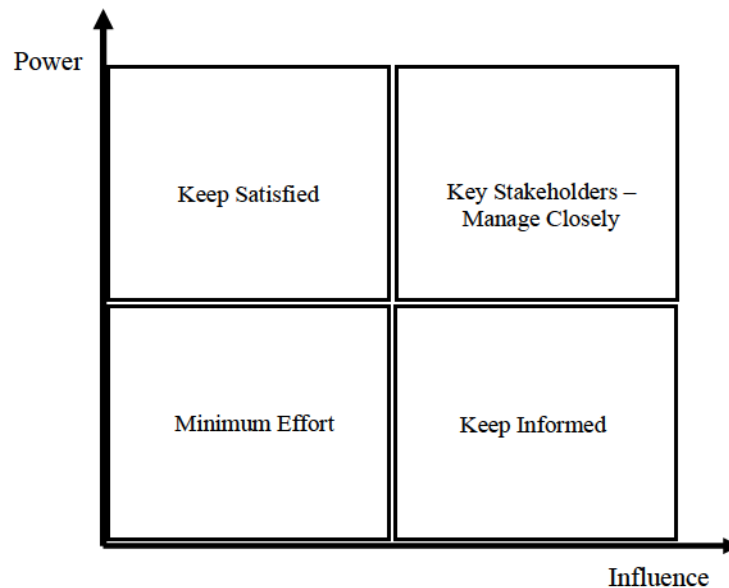 Power
Keep Satisfied
Key Stakeholders –
Manage Closely
Minimum Effort
Keep Informed
Influence